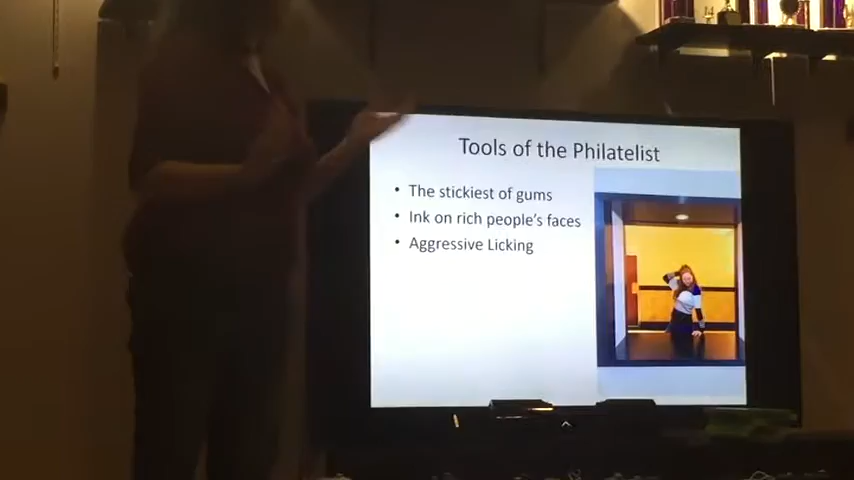 Tools of the Philatelist
• The stickiest of gums
• Ink on rich people's faces
• Aggressive Licking